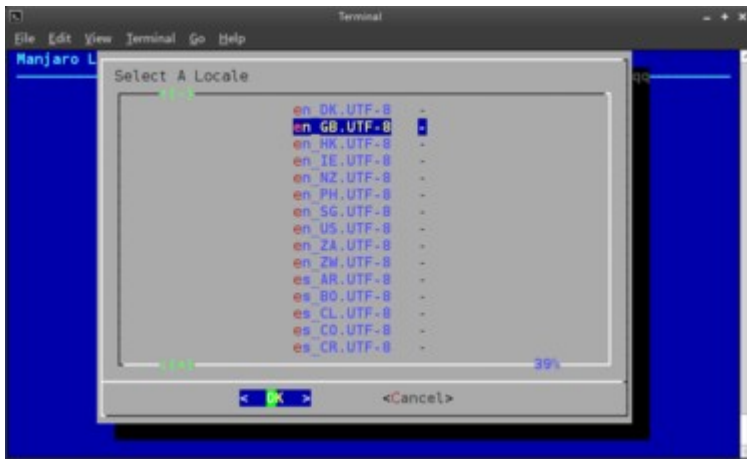 Terminal
File Edit View Terminal Go Help
Manjaro L
Select A Locale
en_DK.UTF-8 -
en_GB.UTF-8 -
en_HK.UTF-8 -
en_IE.UTF-8 -
en_NZ.UTF-8 -
en_PH.UTF-8 -
en_SG.UTF-8 -
en_US.UTF-8 -
en_ZA.UTF-8 -
en_ZW.UTF-8 -
es_AR.UTF-8 -
es_BO.UTF-8 -
es_CL.UTF-8 -
es_CO.UTF-8 -
es_CR.UTF-8 -
39%
< OK > <Cancel>